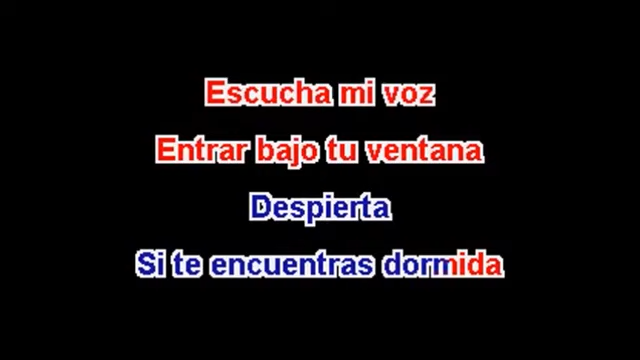 Escucha mi voz
Entrar bajo tu ventana
Despierta
Si te encuentras dormida